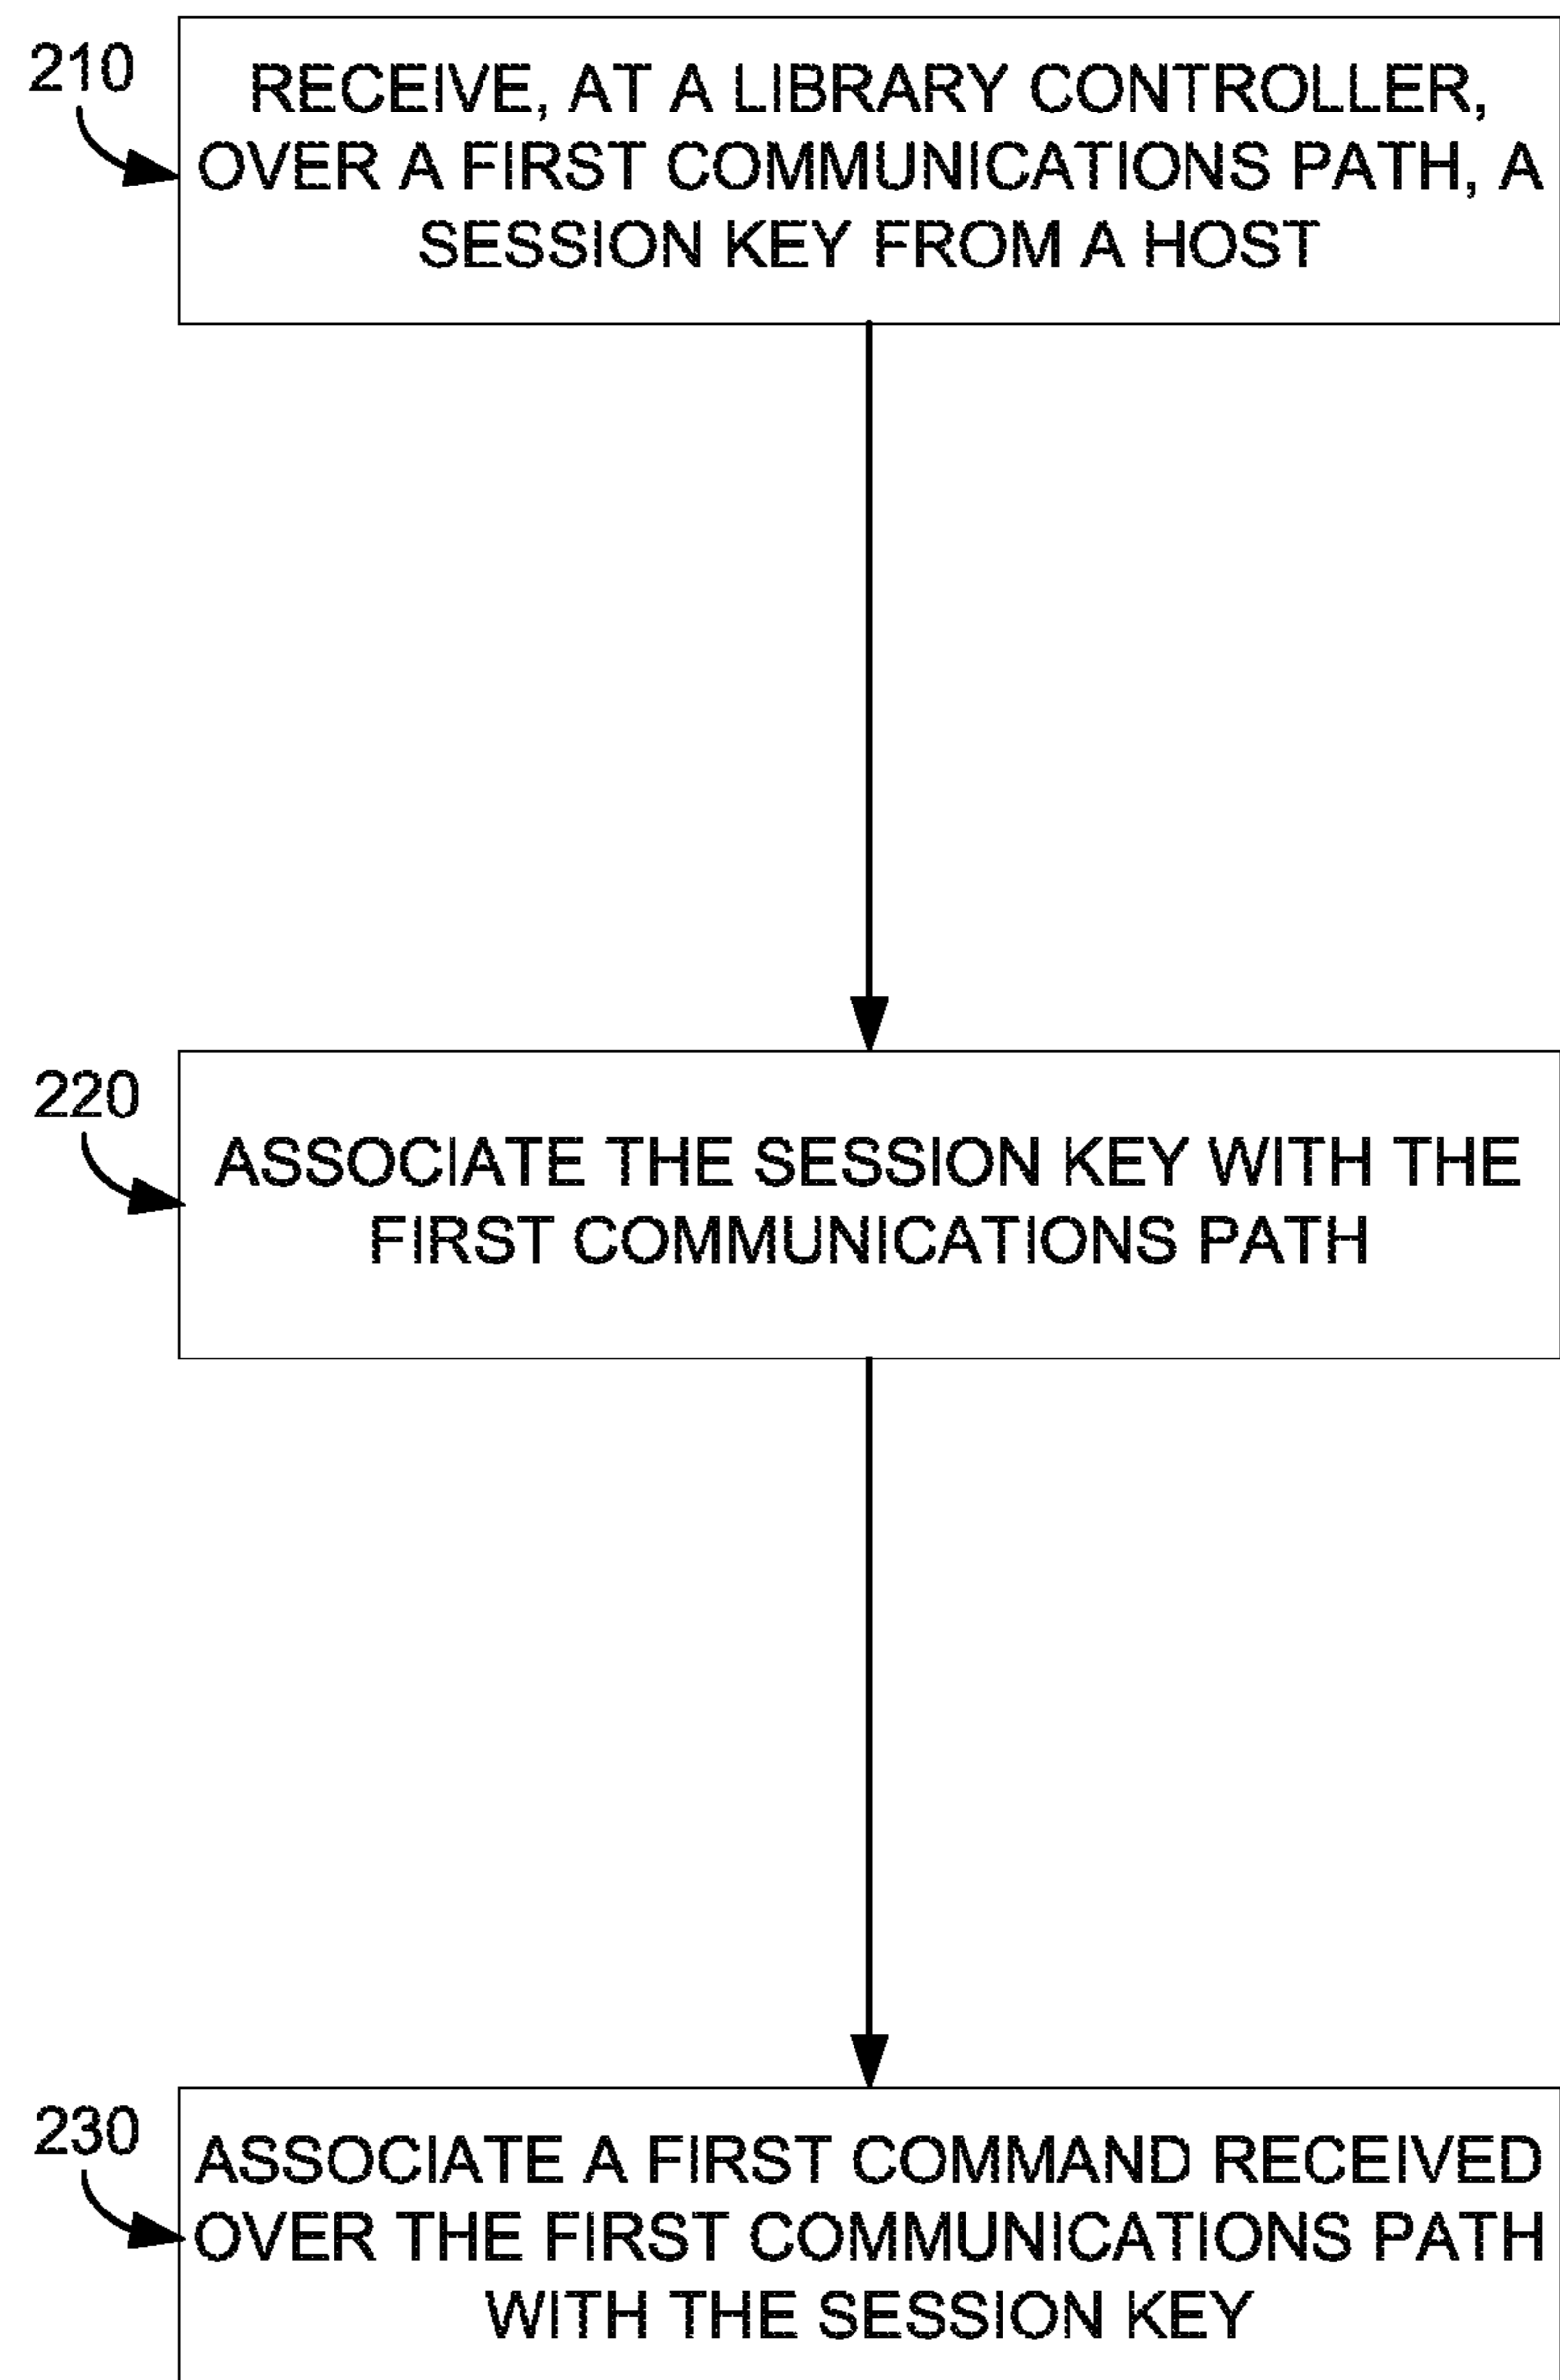 210
RECEIVE, AT A LIBRARY CONTROLLER,
OVER A FIRST COMMUNICATIONS PATH, A
SESSION KEY FROM A HOST
220
ASSOCIATE THE SESSION KEY WITH THE
FIRST COMMUNICATIONS PATH
230
ASSOCIATE A FIRST COMMAND RECEIVED
OVER THE FIRST COMMUNICATIONS PATH
WITH THE SESSION KEY